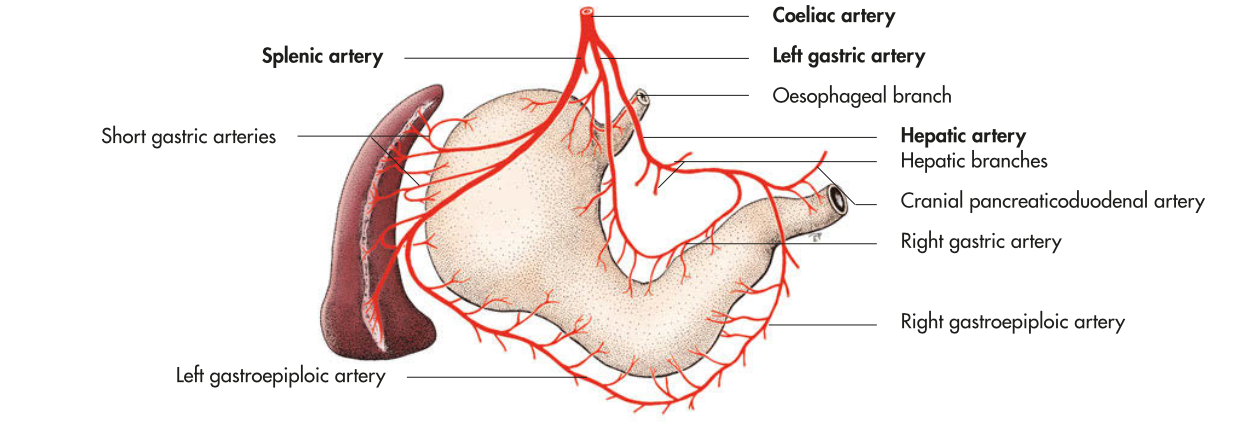 Coeliac artery
Splenic artery
Left gastric artery
Oesophageal branch
Short gastric arteries
Hepatic artery
Hepatic branches
Cranial pancreaticoduodenal artery
Right gastric artery
Right gastroepiploic artery
Left gastroepiploic artery